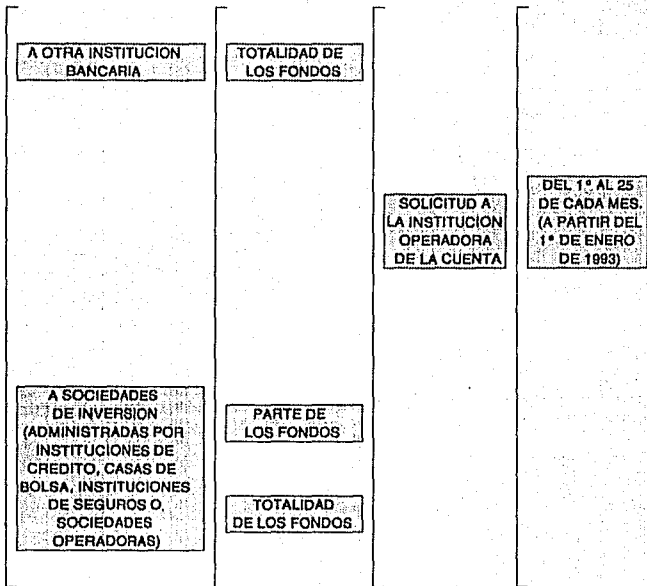 A OTRA INSTITUCION
BANCARIA
TOTALIDAD DE
LOS FONDOS
SOLICITUD A
LA INSTITUCION
OPERADORA
DE LA CUENTA
DEL 1º AL 25
DE CADA MES.
(A PARTIR DEL
1º DE ENERO
DE 1993)
A SOCIEDADES
DE INVERSION
(ADMINISTRADAS POR
INSTITUCIONES DE
CREDITO, CASAS DE
BOLSA, INSTITUCIONES
DE SEGUROS O,
SOCIEDADES
OPERADORAS)
PARTE DE
LOS FONDOS
TOTALIDAD
DE LOS FONDOS